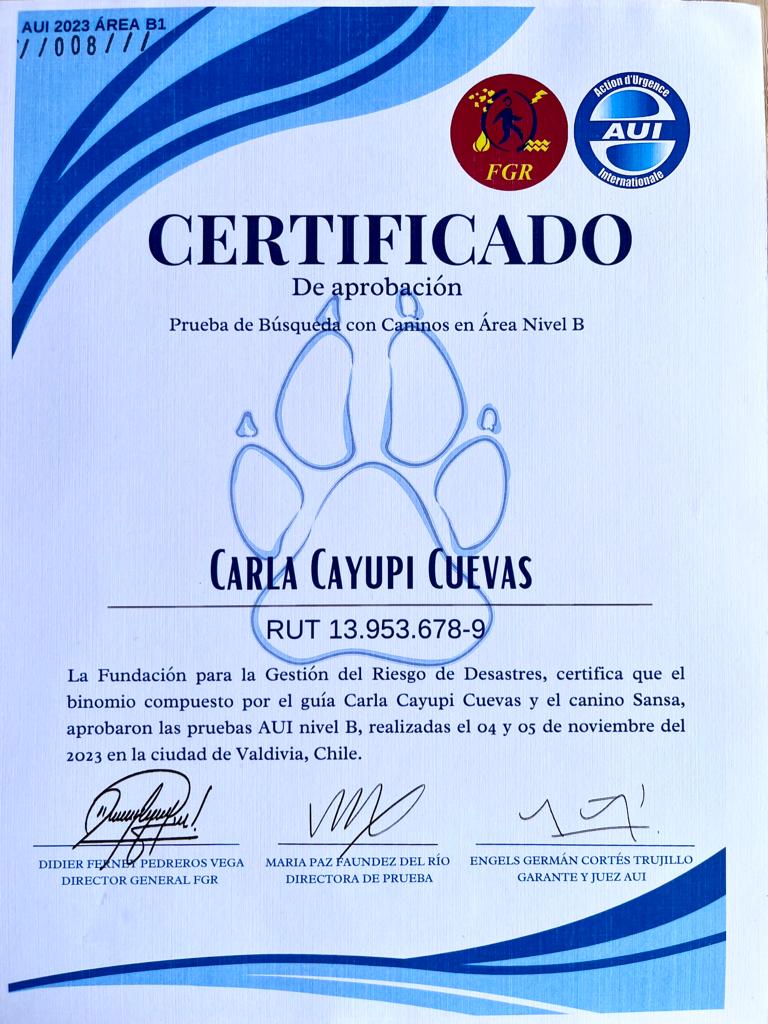 AUI 2023 ÁREA B1
//008///
FGR
Action d'Urgence
AUI
Internationale
CERTIFICADO
De aprobación
Prueba de Búsqueda con Caninos en Área Nivel B
CARLA CAYUPI CUEVAS
RUT 13.953.678-9
La Fundación para la Gestión del Riesgo de Desastres, certifica que el
binomio compuesto por el guía Carla Cayupi Cuevas y el canino Sansa,
aprobaron las pruebas AUI nivel B, realizadas el 04 y 05 de noviembre del
2023 en la ciudad de Valdivia, Chile.
DIDIER FERNEY PEDREROS VEGA
DIRECTOR GENERAL FGR
MARIA PAZ FAUNDEZ DEL RÍO
DIRECTORA DE PRUEBA
ENGELS GERMÁN CORTÉS TRUJILLO
GARANTE Y JUEZ AUI